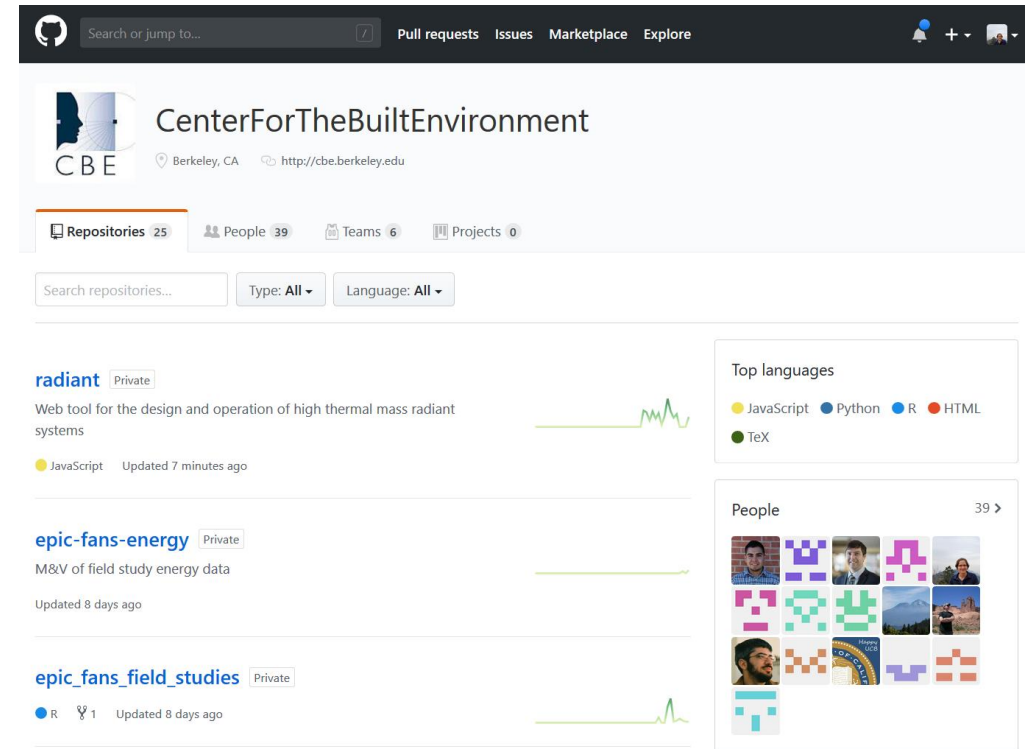 Search or jump to...
/
Pull requests Issues Marketplace Explore
CBE
CenterForTheBuiltEnvironment
Berkeley, CA http://cbe.berkeley.edu
Repositories 25 People 39 Teams 6 Projects 0
Search repositories... Type: All Language: All
radiant Private
Web tool for the design and operation of high thermal mass radiant
systems
JavaScript Updated 7 minutes ago
epic-fans-energy Private
M&V of field study energy data
Updated 8 days ago
epic_fans_field_studies Private
R 1 Updated 8 days ago
Top languages
JavaScript Python R HTML
TeX
People 39
Happy
UCB